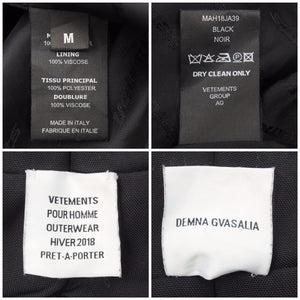 M
LINING
100% VISCOSE
TISSU PRINCIPAL
100% VISCOSE
DOUBLURE
100% VISCOSE
MADE IN ITALY
FABRIQUE EN ITALIE
MAH18JA39
BLACK
NOIR
DRY CLEAN ONLY
VETEMENTS
GROUP
AG
VETEMENTS
POUR HOMME
OUTERWEAR
HIVER 2018
PRET-A-PORTER
DEMNA GVASALIA